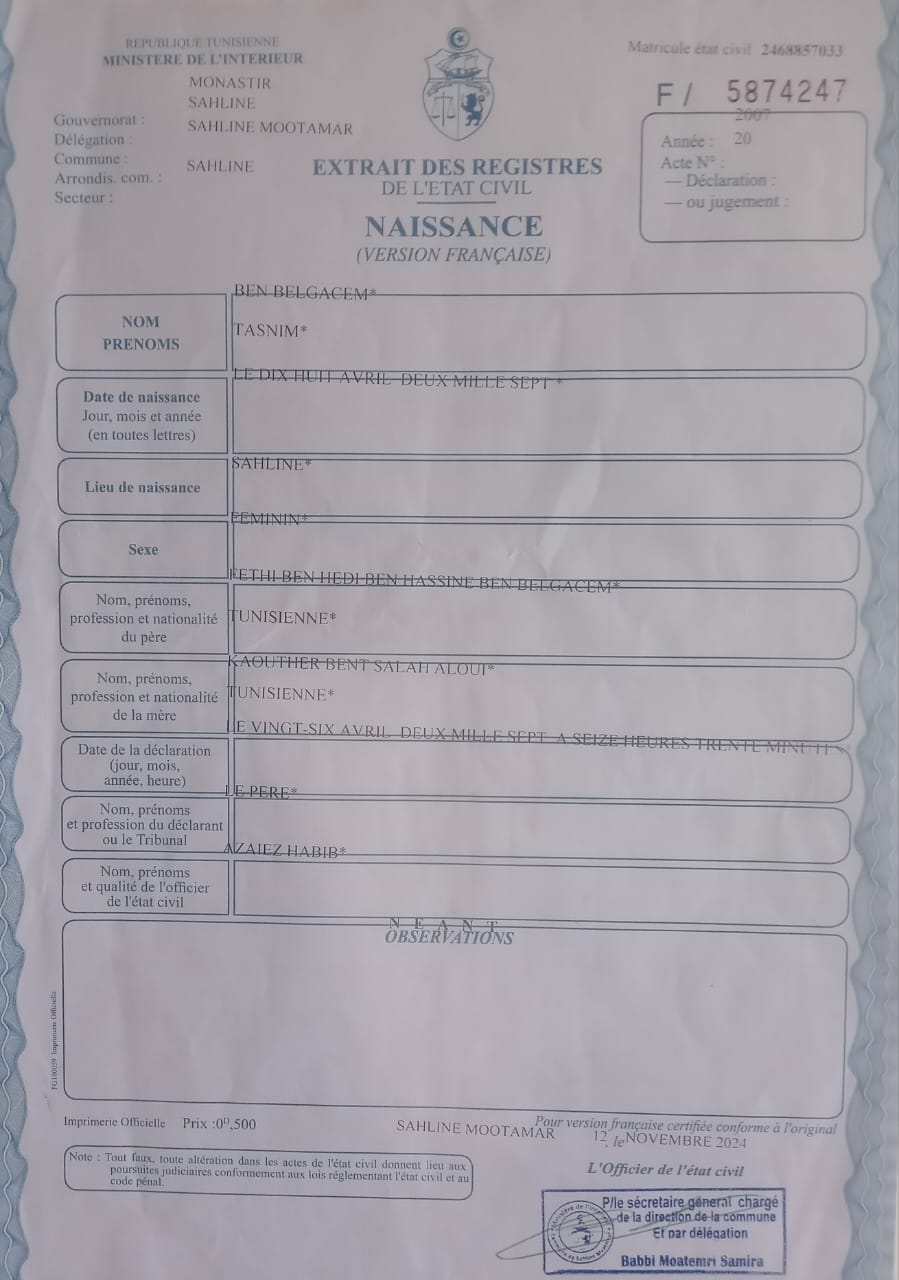 REPUBLIQUE TUNISIENNE
MINISTERE DE L'INTERIEUR
MONASTIR
SAHLINE
Gouvernorat :
SAHLINE MOOTAMAR
Délégation :
Commune :
SAHLINE
Arrondis. com. :
Secteur :
Matricule état civil 2468857033
F / 5874247
2007
Année : 20
Acte N° :
— Déclaration :
— ou jugement :
EXTRAIT DES REGISTRES
DE L'ETAT CIVIL
NAISSANCE
(VERSION FRANÇAISE)
BEN BELGACEM*
NOM
PRENOMS
TASNIM*
LE DIX HUIT AVRIL DEUX MILLE SEPT *
Date de naissance
Jour, mois et année
(en toutes lettres)
SAHLINE*
Lieu de naissance
FEMININ*
Sexe
FETHI BEN HEDI BEN HASSINE BEN BELGACEM*
Nom, prénoms,
profession et nationalité
du père
TUNISIENNE*
KAOUTHER BENT SALAH ALOUI*
Nom, prénoms,
profession et nationalité
de la mère
TUNISIENNE*
LE VINGT-SIX AVRIL DEUX MILLE SEPT A SEIZE HEURES TRENTE MINUTES*
Date de la déclaration
(jour, mois,
année, heure)
LE PERE*
Nom, prénoms
et profession du déclarant
ou le Tribunal
AZAIEZ HABIB*
Nom, prénoms
et qualité de l'officier
de l'état civil
N E A N T
OBSERVATIONS
FG100059 Imprimerie Officielle
Imprimerie Officielle Prix :0ᴰ,500
Pour version française certifiée conforme à l'original
SAHLINE MOOTAMAR 12, le NOVEMBRE 2024
Note : Tout faux, toute altération dans les actes de l'état civil donnent lieu aux
poursuites judiciaires conformement aux lois réglementant l'état civil et au
code pénal.
L'Officier de l'état civil
P/le sécretaire général chargé
de la direction de la commune
Et par délégation
Babbi Moatemri Samira